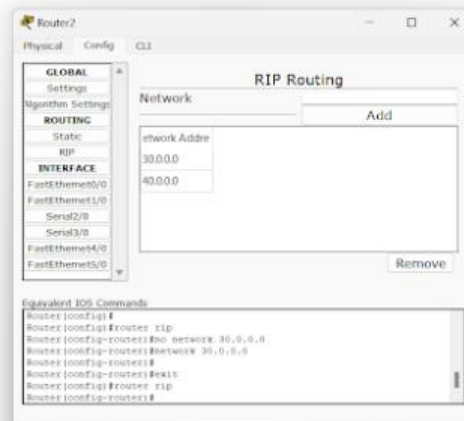 Router2
Physical Config CLI
GLOBAL
Settings
lgorithm Settings
ROUTING
Static
RIP
INTERFACE
FastEthernet0/0
FastEthernet1/0
Serial2/0
Serial3/0
FastEthernet4/0
FastEthernet5/0
RIP Routing
Network
Add
etwork Addre
30.0.0.0
40.0.0.0
Remove
Equivalent IOS Commands
Router(config)#
Router(config)#router rip
Router(config-router)#no network 30.0.0.0
Router(config-router)#network 30.0.0.0
Router(config-router)#
Router(config-router)#exit
Router(config)#router rip
Router(config-router)#